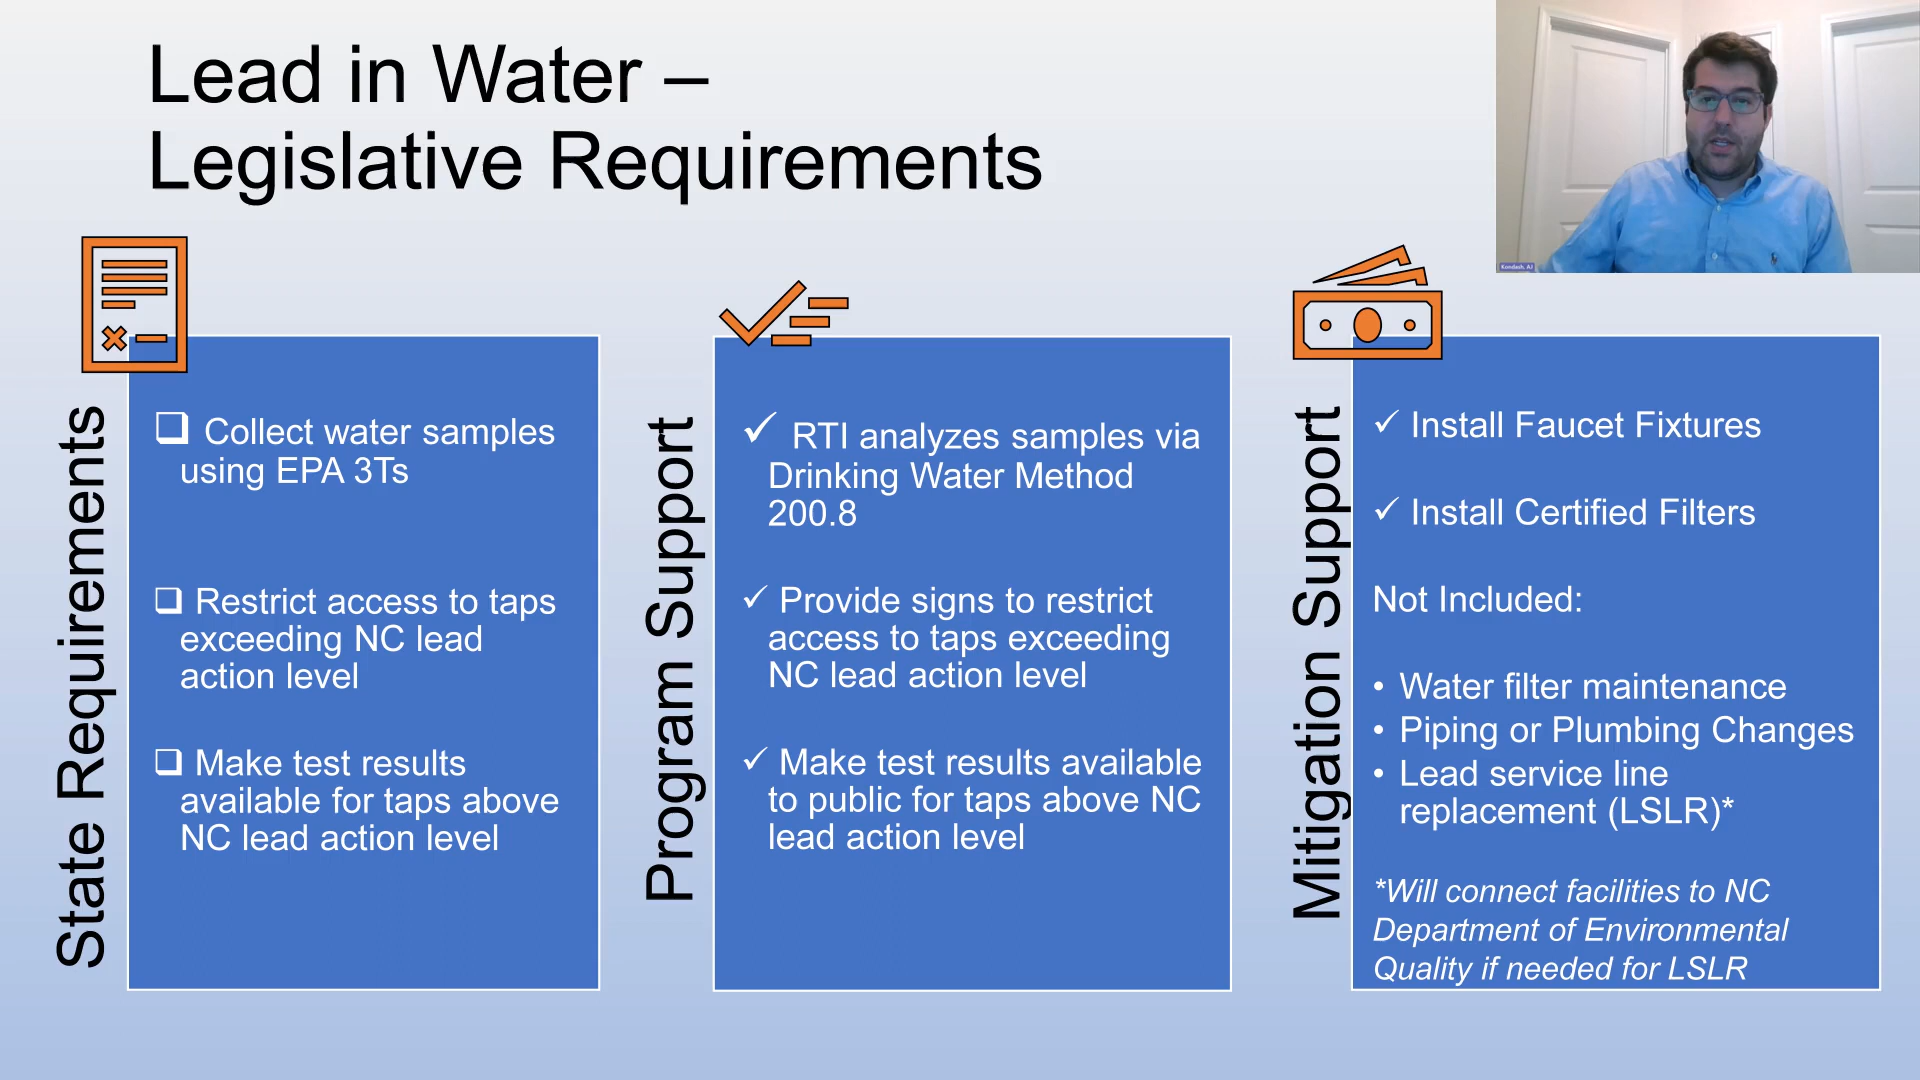 Lead in Water –
Legislative Requirements
Kondash, AJ
State Requirements
❑ Collect water samples
using EPA 3Ts
❑ Restrict access to taps
exceeding NC lead
action level
❑ Make test results
available for taps above
NC lead action level
Program Support
✓ RTI analyzes samples via
Drinking Water Method
200.8
✓ Provide signs to restrict
access to taps exceeding
NC lead action level
✓ Make test results available
to public for taps above NC
lead action level
Mitigation Support
✓ Install Faucet Fixtures
✓ Install Certified Filters
Not Included:
• Water filter maintenance
• Piping or Plumbing Changes
• Lead service line
replacement (LSLR)*
*Will connect facilities to NC
Department of Environmental
Quality if needed for LSLR